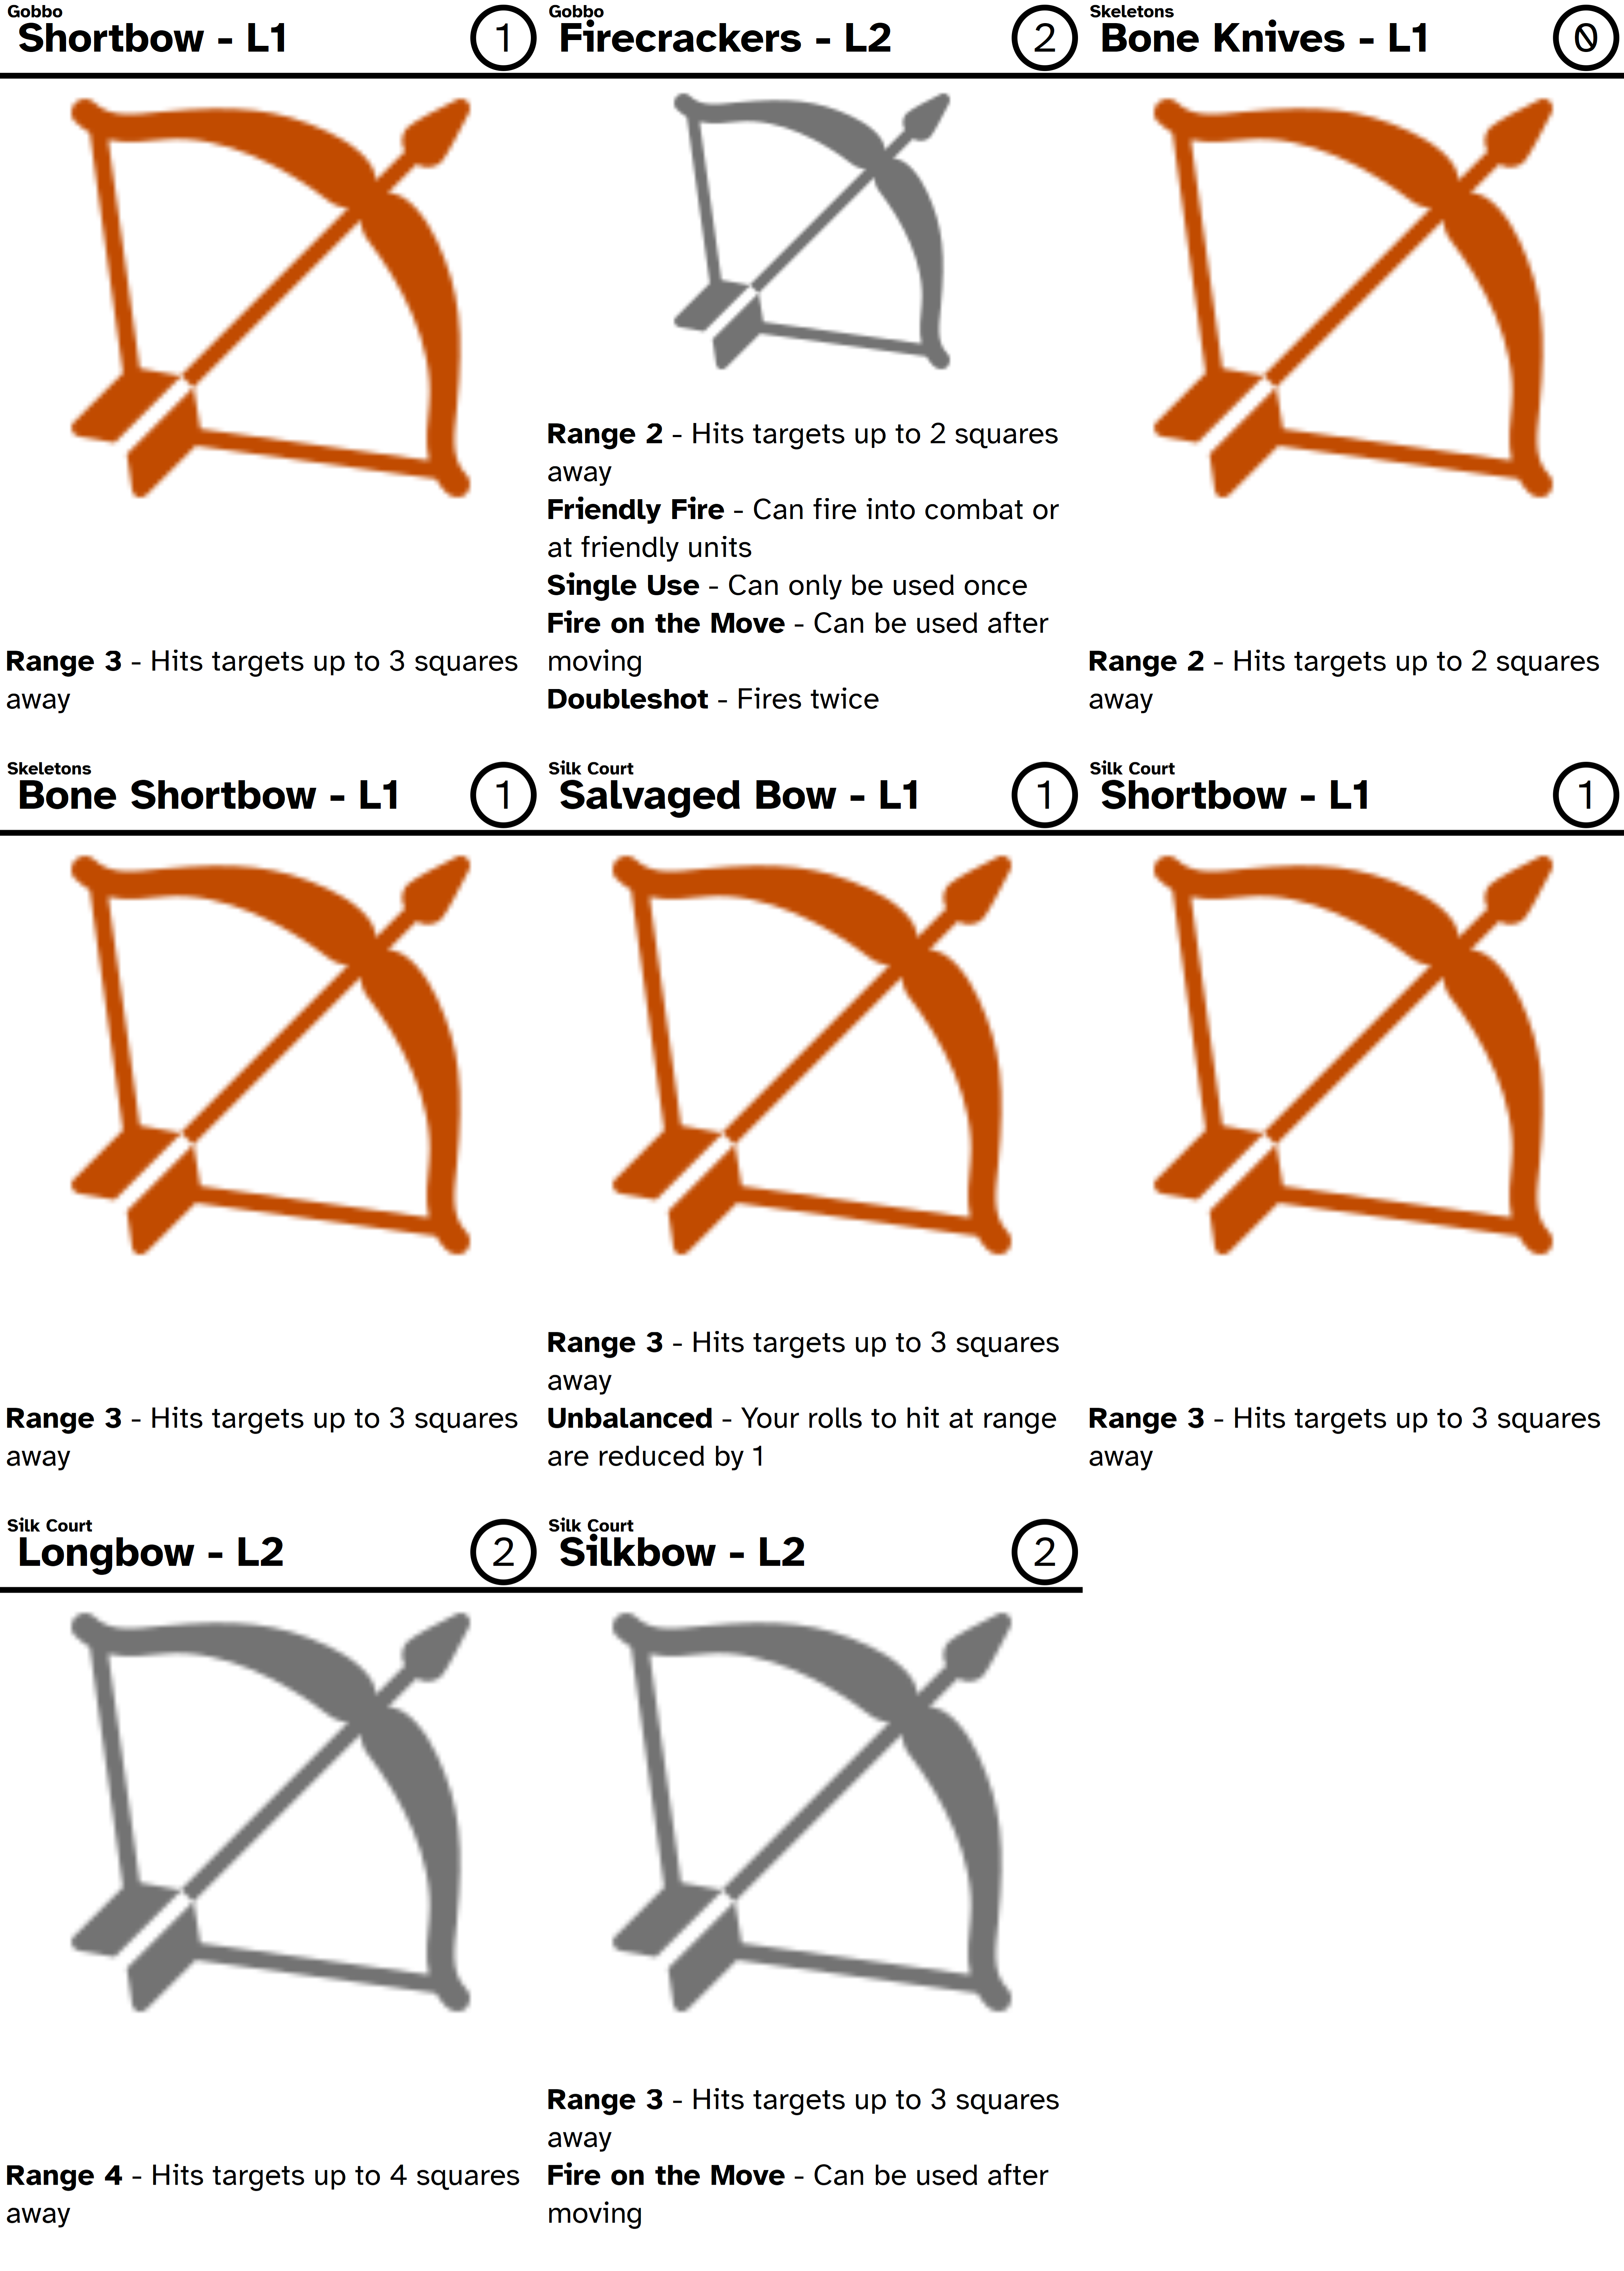 Gobbo
Shortbow - L1
1
Range 3 - Hits targets up to 3 squares
away
Gobbo
Firecrackers - L2
2
Range 2 - Hits targets up to 2 squares
away
Friendly Fire - Can fire into combat or
at friendly units
Single Use - Can only be used once
Fire on the Move - Can be used after
moving
Doubleshot - Fires twice
Skeletons
Bone Knives - L1
0
Range 2 - Hits targets up to 2 squares
away
Skeletons
Bone Shortbow - L1
1
Range 3 - Hits targets up to 3 squares
away
Silk Court
Salvaged Bow - L1
1
Range 3 - Hits targets up to 3 squares
away
Unbalanced - Your rolls to hit at range
are reduced by 1
Silk Court
Shortbow - L1
1
Range 3 - Hits targets up to 3 squares
away
Silk Court
Longbow - L2
2
Range 4 - Hits targets up to 4 squares
away
Silk Court
Silkbow - L2
2
Range 3 - Hits targets up to 3 squares
away
Fire on the Move - Can be used after
moving